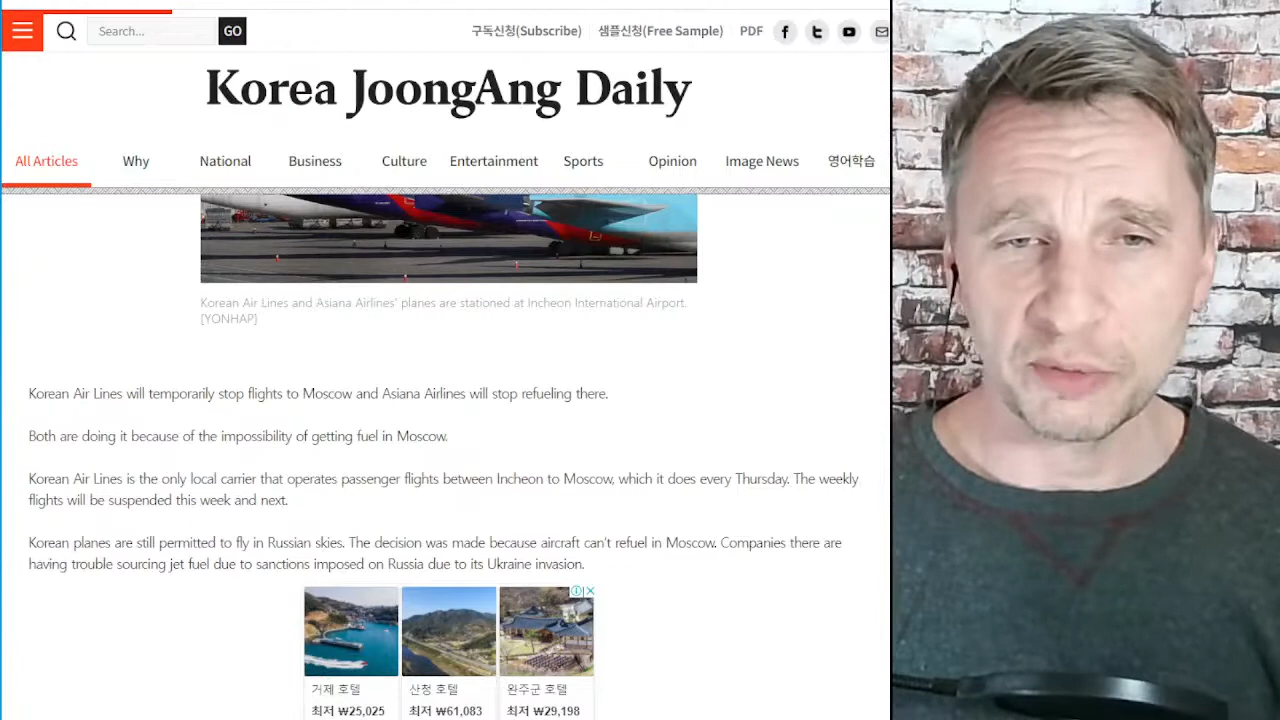 Search...
GO
구독신청(Subscribe)
샘플신청(Free Sample)
PDF
Korea JoongAng Daily
All Articles
Why
National
Business
Culture
Entertainment
Sports
Opinion
Image News
영어학습
Korean Air Lines and Asiana Airlines' planes are stationed at Incheon International Airport.
[YONHAP]
Korean Air Lines will temporarily stop flights to Moscow and Asiana Airlines will stop refueling there.
Both are doing it because of the impossibility of getting fuel in Moscow.
Korean Air Lines is the only local carrier that operates passenger flights between Incheon to Moscow, which it does every Thursday. The weekly
flights will be suspended this week and next.
Korean planes are still permitted to fly in Russian skies. The decision was made because aircraft can't refuel in Moscow. Companies there are
having trouble sourcing jet fuel due to sanctions imposed on Russia due to its Ukraine invasion.
거제 호텔
산청 호텔
완주군 호텔
최저 ₩25,025
최저 ₩61,083
최저 ₩29,198